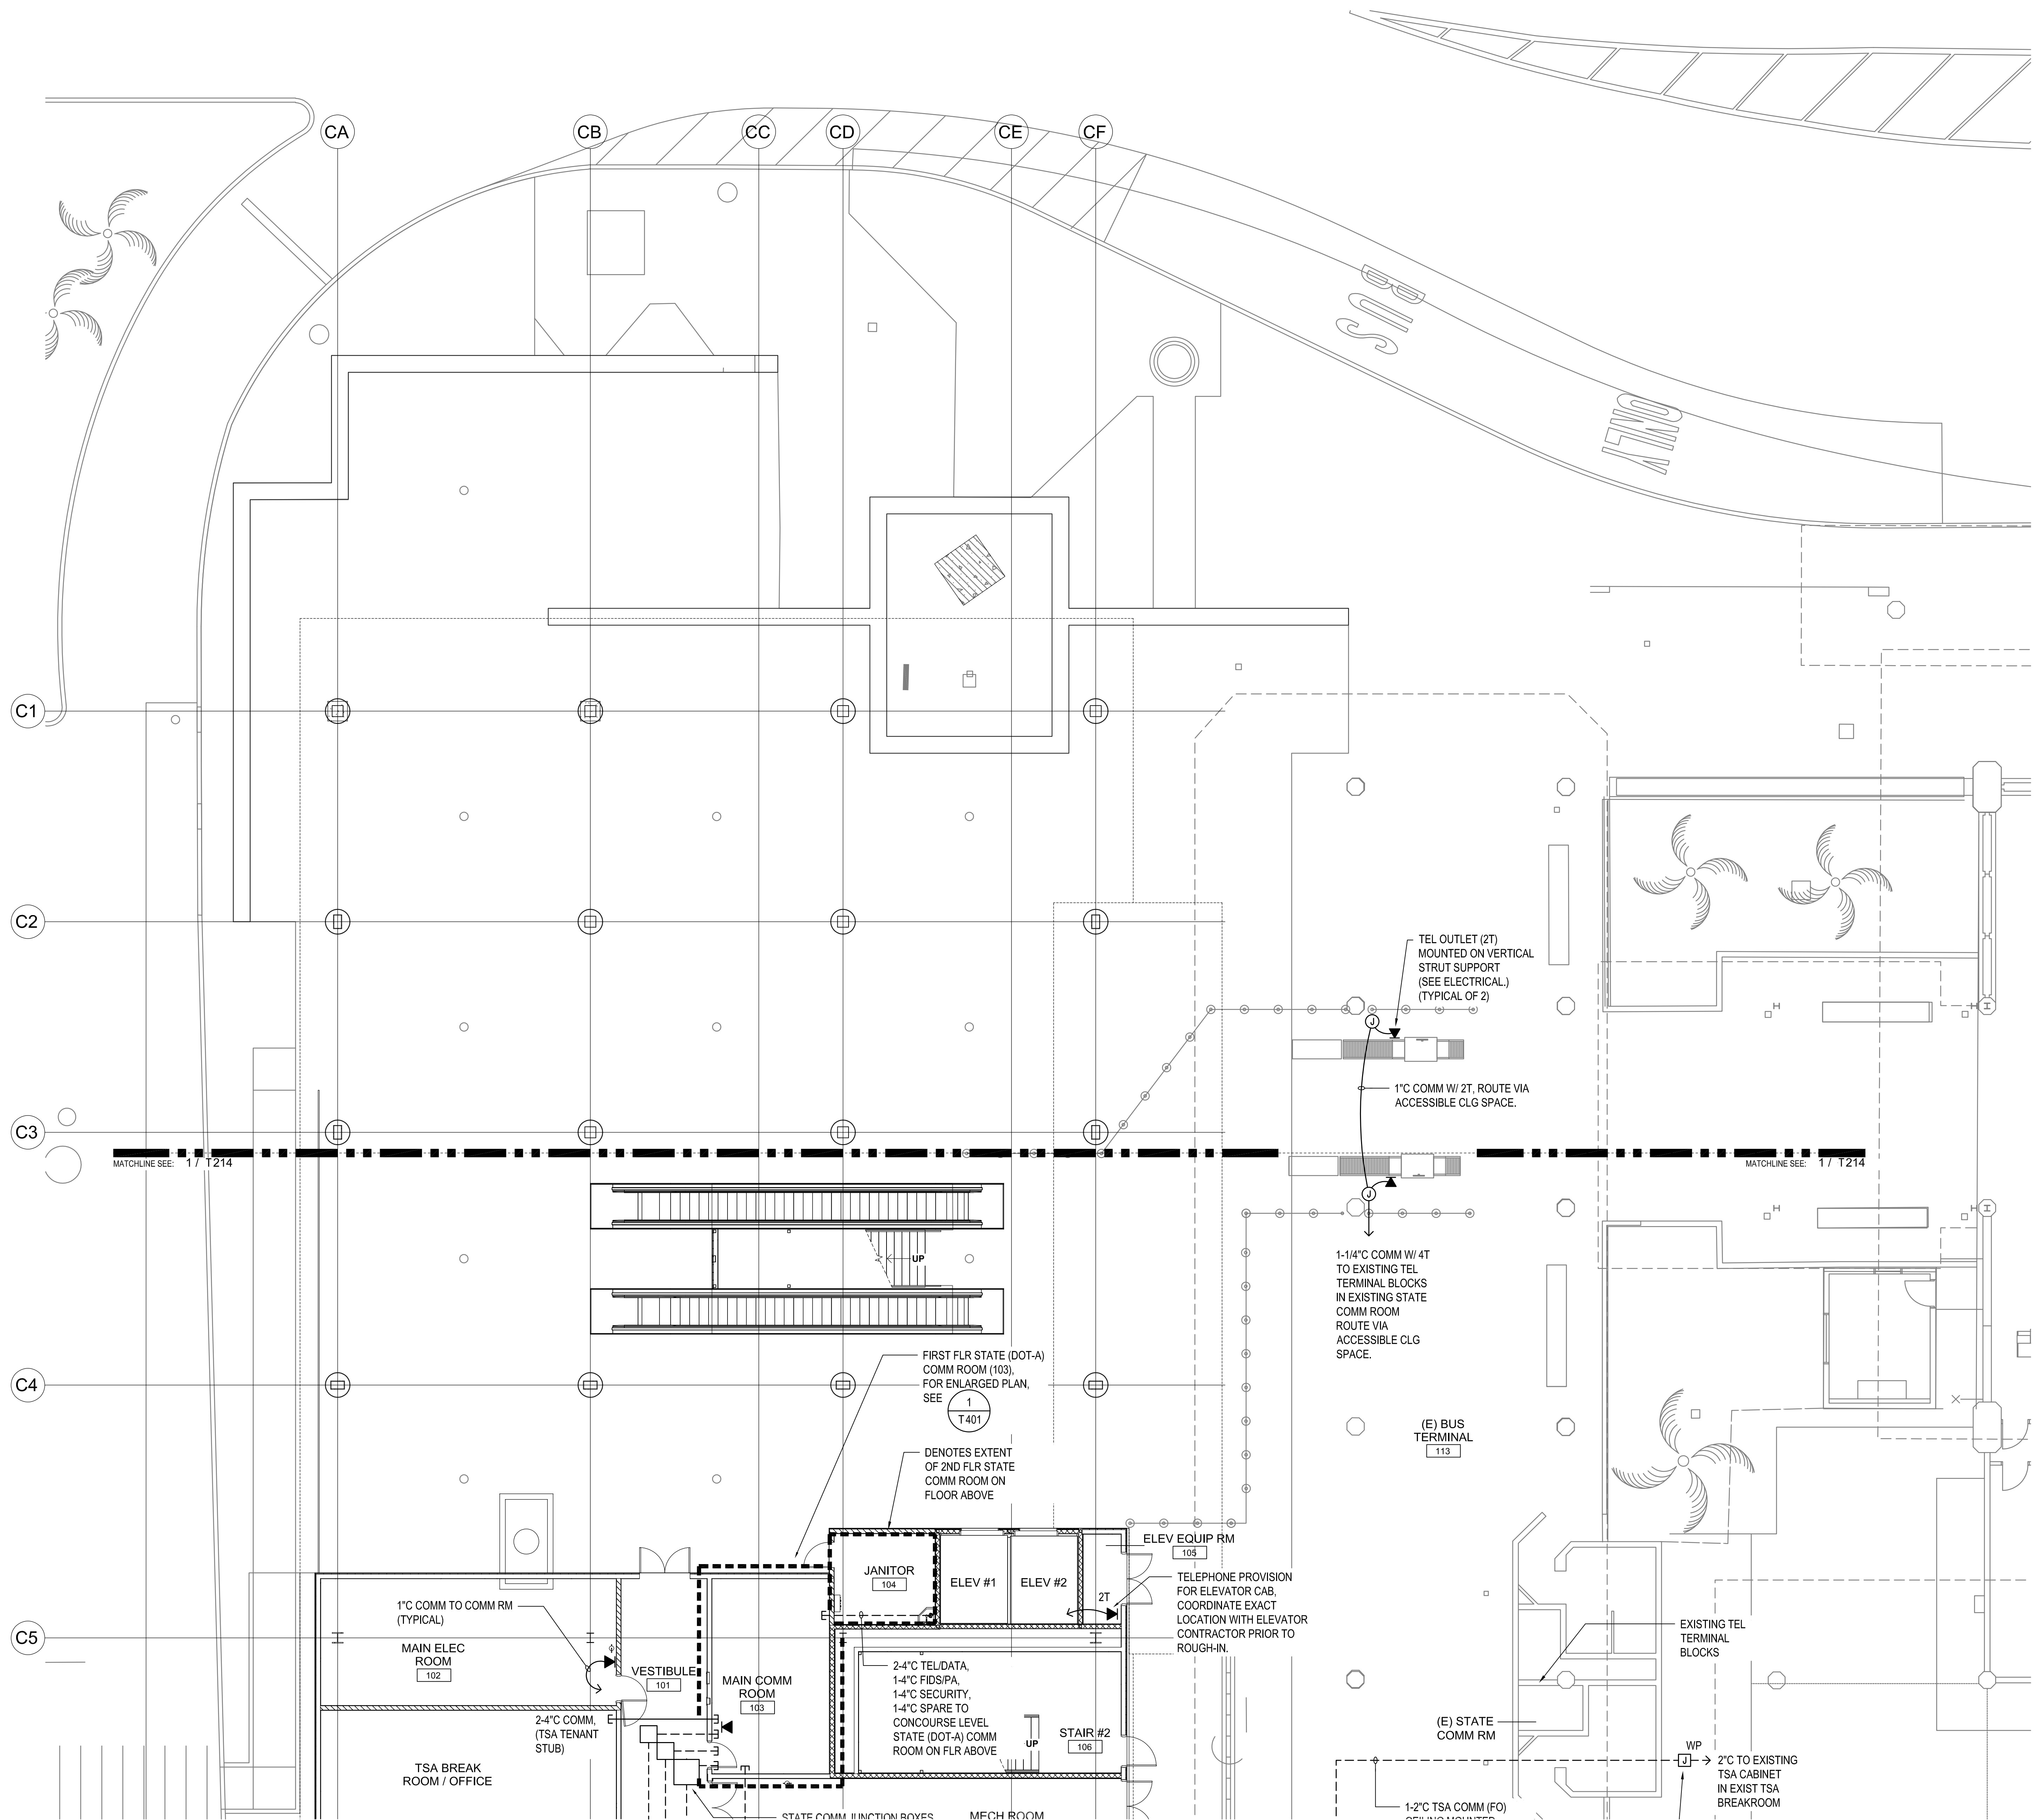 CA
CB
CC
CD
CE
CF
BUS
ONLY
C1
C2
TEL OUTLET (2T)
MOUNTED ON VERTICAL
STRUT SUPPORT
(SEE ELECTRICAL.)
(TYPICAL OF 2)
J
1"C COMM W/ 2T, ROUTE VIA
ACCESSIBLE CLG SPACE.
C3
MATCHLINE SEE: 1 / T214
MATCHLINE SEE: 1 / T214
J
UP
1-1/4"C COMM W/ 4T
TO EXISTING TEL
TERMINAL BLOCKS
IN EXISTING STATE
COMM ROOM
ROUTE VIA
ACCESSIBLE CLG
SPACE.
C4
FIRST FLR STATE (DOT-A)
COMM ROOM (103),
FOR ENLARGED PLAN,
SEE
1
T401
(E) BUS
TERMINAL
113
DENOTES EXTENT
OF 2ND FLR STATE
COMM ROOM ON
FLOOR ABOVE
ELEV EQUIP RM
105
JANITOR
104
ELEV #1
ELEV #2
2T
TELEPHONE PROVISION
FOR ELEVATOR CAB,
COORDINATE EXACT
LOCATION WITH ELEVATOR
CONTRACTOR PRIOR TO
ROUGH-IN.
1"C COMM TO COMM RM
(TYPICAL)
C5
MAIN ELEC
ROOM
102
VESTIBULE
101
MAIN COMM
ROOM
103
2-4"C TEL/DATA,
1-4"C FIDS/PA,
1-4"C SECURITY,
1-4"C SPARE TO
CONCOURSE LEVEL
STATE (DOT-A) COMM
ROOM ON FLR ABOVE
STAIR #2
106
UP
EXISTING TEL
TERMINAL
BLOCKS
(E) STATE
COMM RM
2-4"C COMM,
(TSA TENANT
STUB)
TSA BREAK
ROOM / OFFICE
WP
J
2"C TO EXISTING
TSA CABINET
IN EXIST TSA
BREAKROOM
1-2"C TSA COMM (FO)
CEILING MOUNTED
STATE COMM JUNCTION BOXES
MECH ROOM